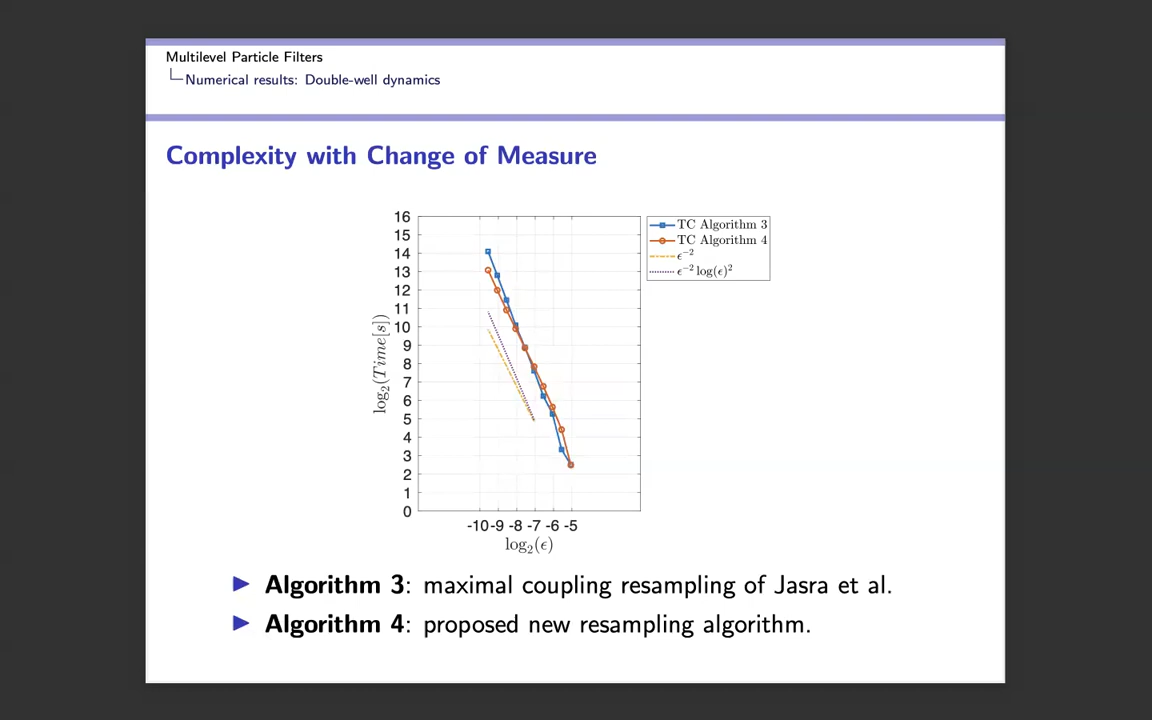 Multilevel Particle Filters
Numerical results: Double-well dynamics
Complexity with Change of Measure
16
15
14
13
12
11
10
9
8
7
6
5
4
3
2
1
0
log₂(Time[s])
-10 -9 -8 -7 -6 -5
log₂(ϵ)
TC Algorithm 3
TC Algorithm 4
ϵ⁻²
ϵ⁻² log(ϵ)²
▶ Algorithm 3: maximal coupling resampling of Jasra et al.
▶ Algorithm 4: proposed new resampling algorithm.